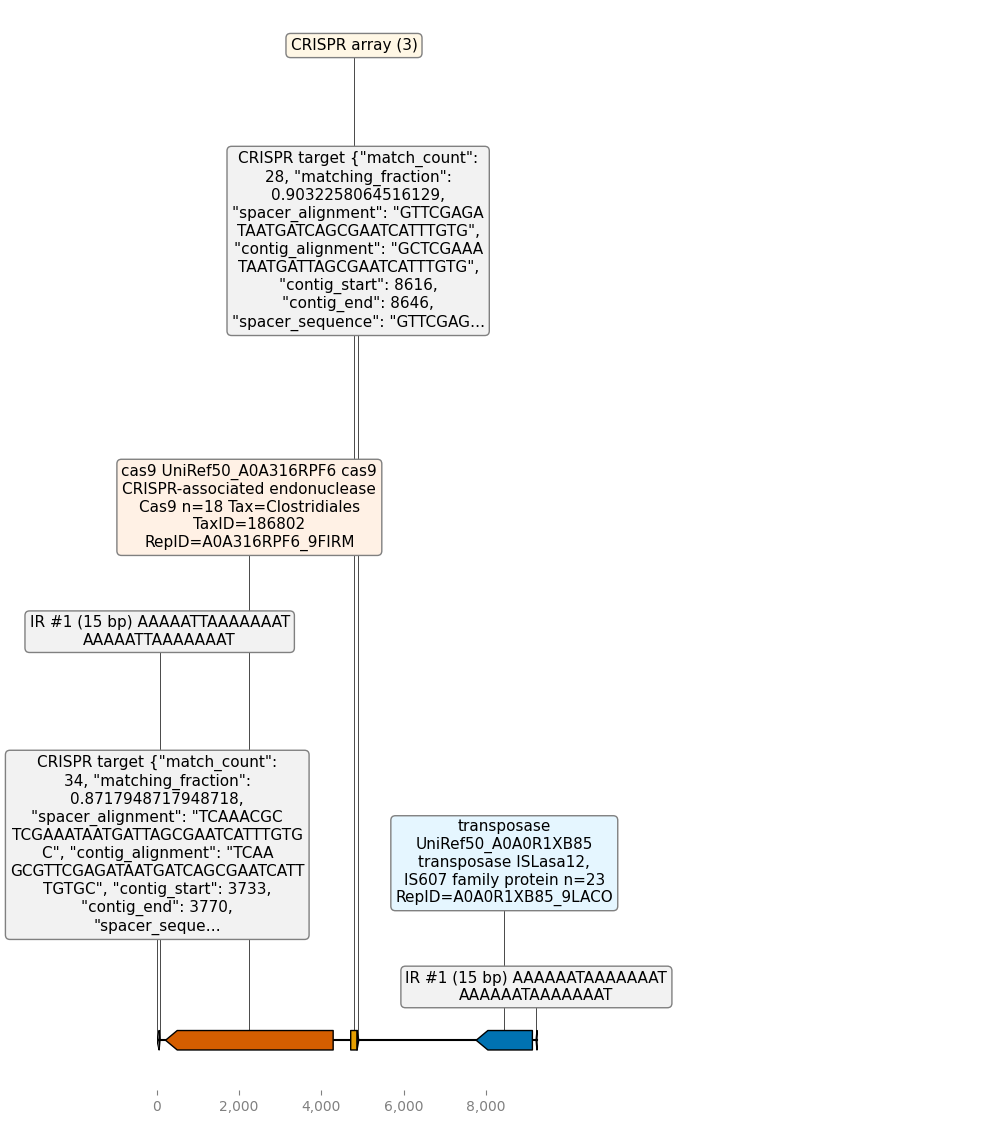 CRISPR array (3)
CRISPR target {"match_count":
28, "matching_fraction":
0.9032258064516129,
"spacer_alignment": "GTTCGAGA
TAATGATCAGCGAATCATTTGTG",
"contig_alignment": "GCTCGAAA
TAATGATTAGCGAATCATTTGTG",
"contig_start": 8616,
"contig_end": 8646,
"spacer_sequence": "GTTCGAG...
cas9 UniRef50_A0A316RPF6 cas9
CRISPR-associated endonuclease
Cas9 n=18 Tax=Clostridiales
TaxID=186802
RepID=A0A316RPF6_9FIRM
IR #1 (15 bp) AAAAATTAAAAAAAT
AAAAATTAAAAAAAT
CRISPR target {"match_count":
34, "matching_fraction":
0.8717948717948718,
"spacer_alignment": "TCAAACGC
TCGAAATAATGATTAGCGAATCATTTGTG
C", "contig_alignment": "TCAA
GCGTTCGAGATAATGATCAGCGAATCATT
TGTGC", "contig_start": 3733,
"contig_end": 3770,
"spacer_seque...
transposase
UniRef50_A0A0R1XB85
transposase ISLasa12,
IS607 family protein n=23
RepID=A0A0R1XB85_9LACO
IR #1 (15 bp) AAAAAATAAAAAAAT
AAAAAATAAAAAAAT
0
2,000
4,000
6,000
8,000